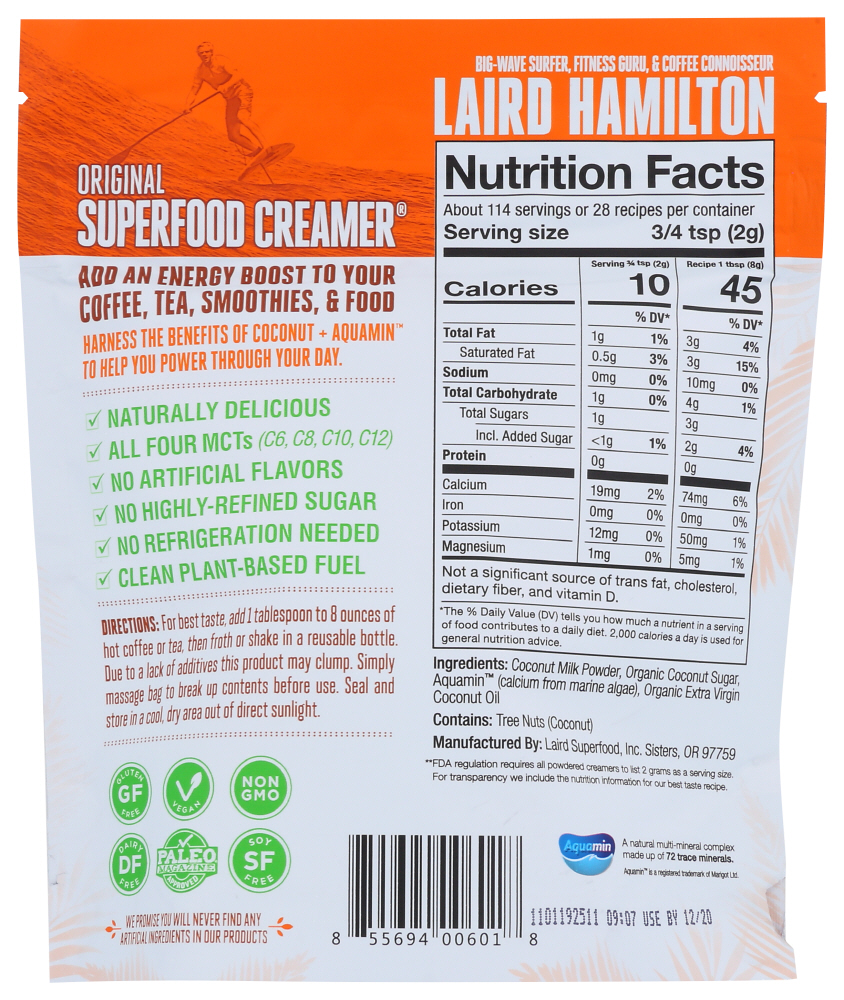 BIG-WAVE SURFER, FITNESS GURU, & COFFEE CONNOISSEUR
LAIRD HAMILTON
ORIGINAL
SUPERFOOD CREAMER®
ADD AN ENERGY BOOST TO YOUR
COFFEE, TEA, SMOOTHIES, & FOOD
HARNESS THE BENEFITS OF COCONUT + AQUAMIN™
TO HELP YOU POWER THROUGH YOUR DAY.
NATURALLY DELICIOUS
ALL FOUR MCTs (C6, C8, C10, C12)
NO ARTIFICIAL FLAVORS
NO HIGHLY-REFINED SUGAR
NO REFRIGERATION NEEDED
CLEAN PLANT-BASED FUEL
DIRECTIONS: For best taste, add 1 tablespoon to 8 ounces of
hot coffee or tea, then froth or shake in a reusable bottle.
Due to a lack of additives this product may clump. Simply
massage bag to break up contents before use. Seal and
store in a cool, dry area out of direct sunlight.
GLUTEN GF FREE
V VEGAN
NON GMO
DAIRY DF FREE
PALEO MAGAZINE APPROVED
SOY SF FREE
WE PROMISE YOU WILL NEVER FIND ANY
ARTIFICIAL INGREDIENTS IN OUR PRODUCTS
Nutrition Facts
About 114 servings or 28 recipes per container
Serving size 3/4 tsp (2g)
Serving ¾ tsp (2g) Recipe 1 tbsp (8g)
Calories 10 45
% DV* % DV*
Total Fat 1g 1% 3g 4%
Saturated Fat 0.5g 3% 3g 15%
Sodium 0mg 0% 10mg 0%
Total Carbohydrate 1g 0% 4g 1%
Total Sugars 1g 3g
Incl. Added Sugar <1g 1% 2g 4%
Protein 0g 0g
Calcium 19mg 2% 74mg 6%
Iron 0mg 0% 0mg 0%
Potassium 12mg 0% 50mg 1%
Magnesium 1mg 0% 5mg 1%
Not a significant source of trans fat, cholesterol,
dietary fiber, and vitamin D.
*The % Daily Value (DV) tells you how much a nutrient in a serving
of food contributes to a daily diet. 2,000 calories a day is used for
general nutrition advice.
Ingredients: Coconut Milk Powder, Organic Coconut Sugar,
Aquamin™ (calcium from marine algae), Organic Extra Virgin
Coconut Oil
Contains: Tree Nuts (Coconut)
Manufactured By: Laird Superfood, Inc. Sisters, OR 97759
**FDA regulation requires all powdered creamers to list 2 grams as a serving size.
For transparency we include the nutrition information for our best taste recipe.
Aquamin
A natural multi-mineral complex
made up of 72 trace minerals.
Aquamin™ is a registered trademark of Marigot Ltd.
1101192511 09:07 USE BY 12/20
8 55694 00601 8